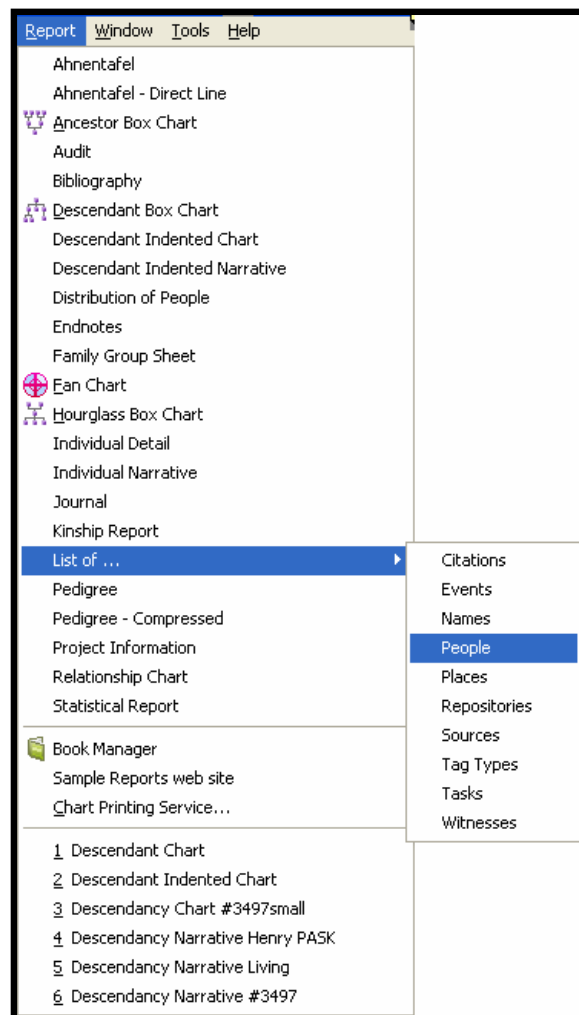 Report Window Tools Help
Ahnentafel
Ahnentafel - Direct Line
Ancestor Box Chart
Audit
Bibliography
Descendant Box Chart
Descendant Indented Chart
Descendant Indented Narrative
Distribution of People
Endnotes
Family Group Sheet
Fan Chart
Hourglass Box Chart
Individual Detail
Individual Narrative
Journal
Kinship Report
List of ...
Pedigree
Pedigree - Compressed
Project Information
Relationship Chart
Statistical Report
Book Manager
Sample Reports web site
Chart Printing Service...
1 Descendant Chart
2 Descendant Indented Chart
3 Descendancy Chart #3497small
4 Descendancy Narrative Henry PASK
5 Descendancy Narrative Living
6 Descendancy Narrative #3497
Citations
Events
Names
People
Places
Repositories
Sources
Tag Types
Tasks
Witnesses